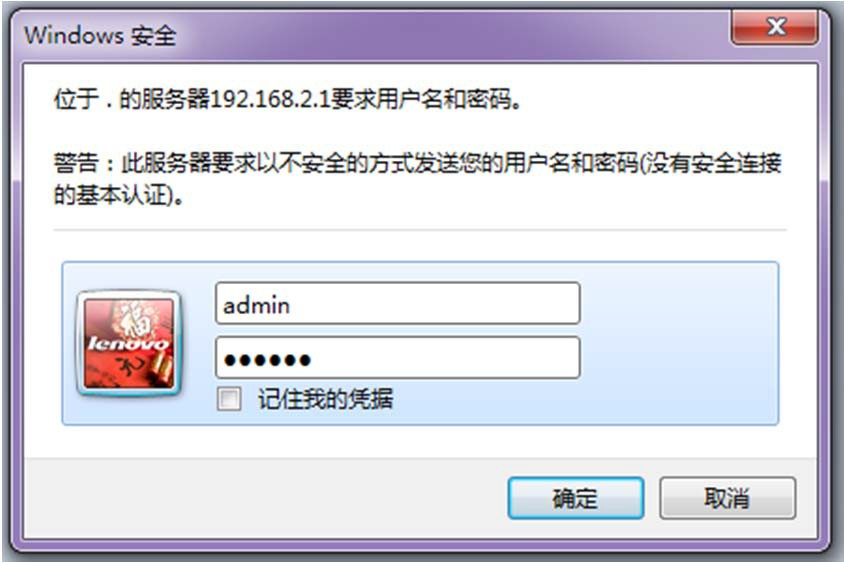 Windows 安全
位于 . 的服务器192.168.2.1要求用户名和密码。
警告：此服务器要求以不安全的方式发送您的用户名和密码(没有安全连接
的基本认证)。
福
lenovo
admin
●●●●●●
记住我的凭据
确定
取消